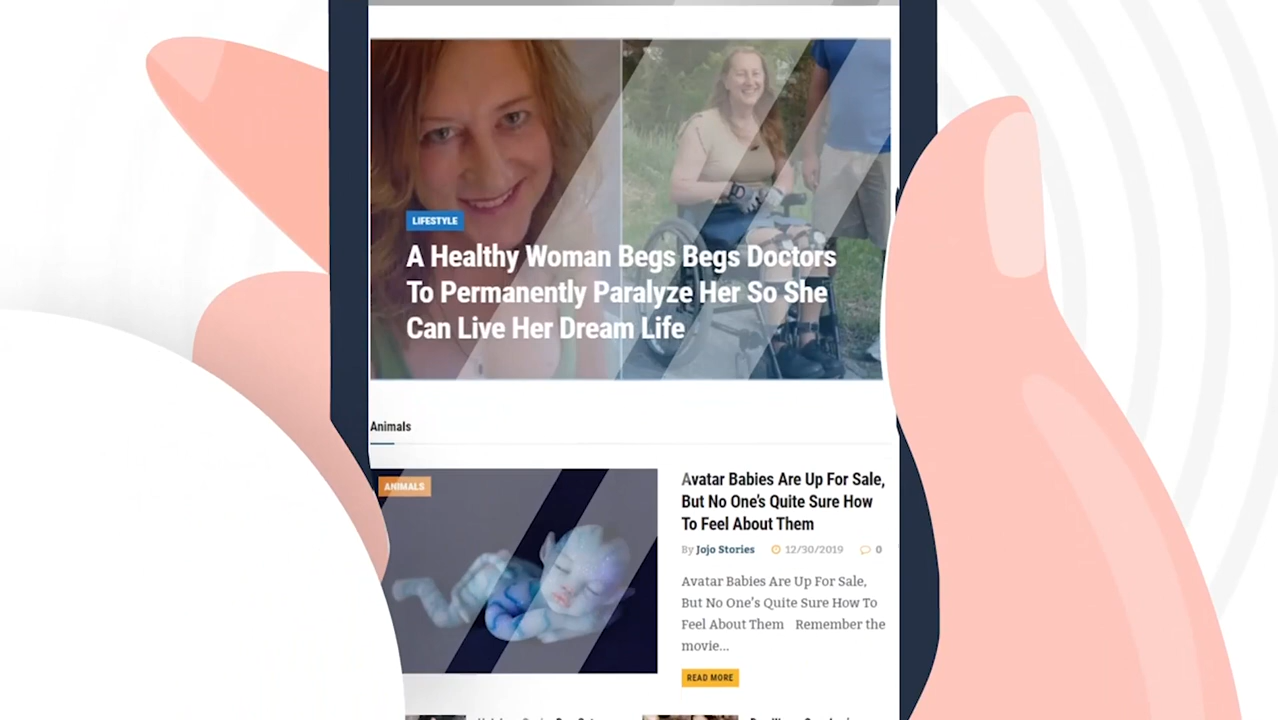 LIFESTYLE
A Healthy Woman Begs Begs Doctors
To Permanently Paralyze Her So She
Can Live Her Dream Life
Animals
ANIMALS
Avatar Babies Are Up For Sale,
But No One's Quite Sure How
To Feel About Them
By Jojo Stories 12/30/2019 0
Avatar Babies Are Up For Sale,
But No One's Quite Sure How To
Feel About Them Remember the
movie...
READ MORE